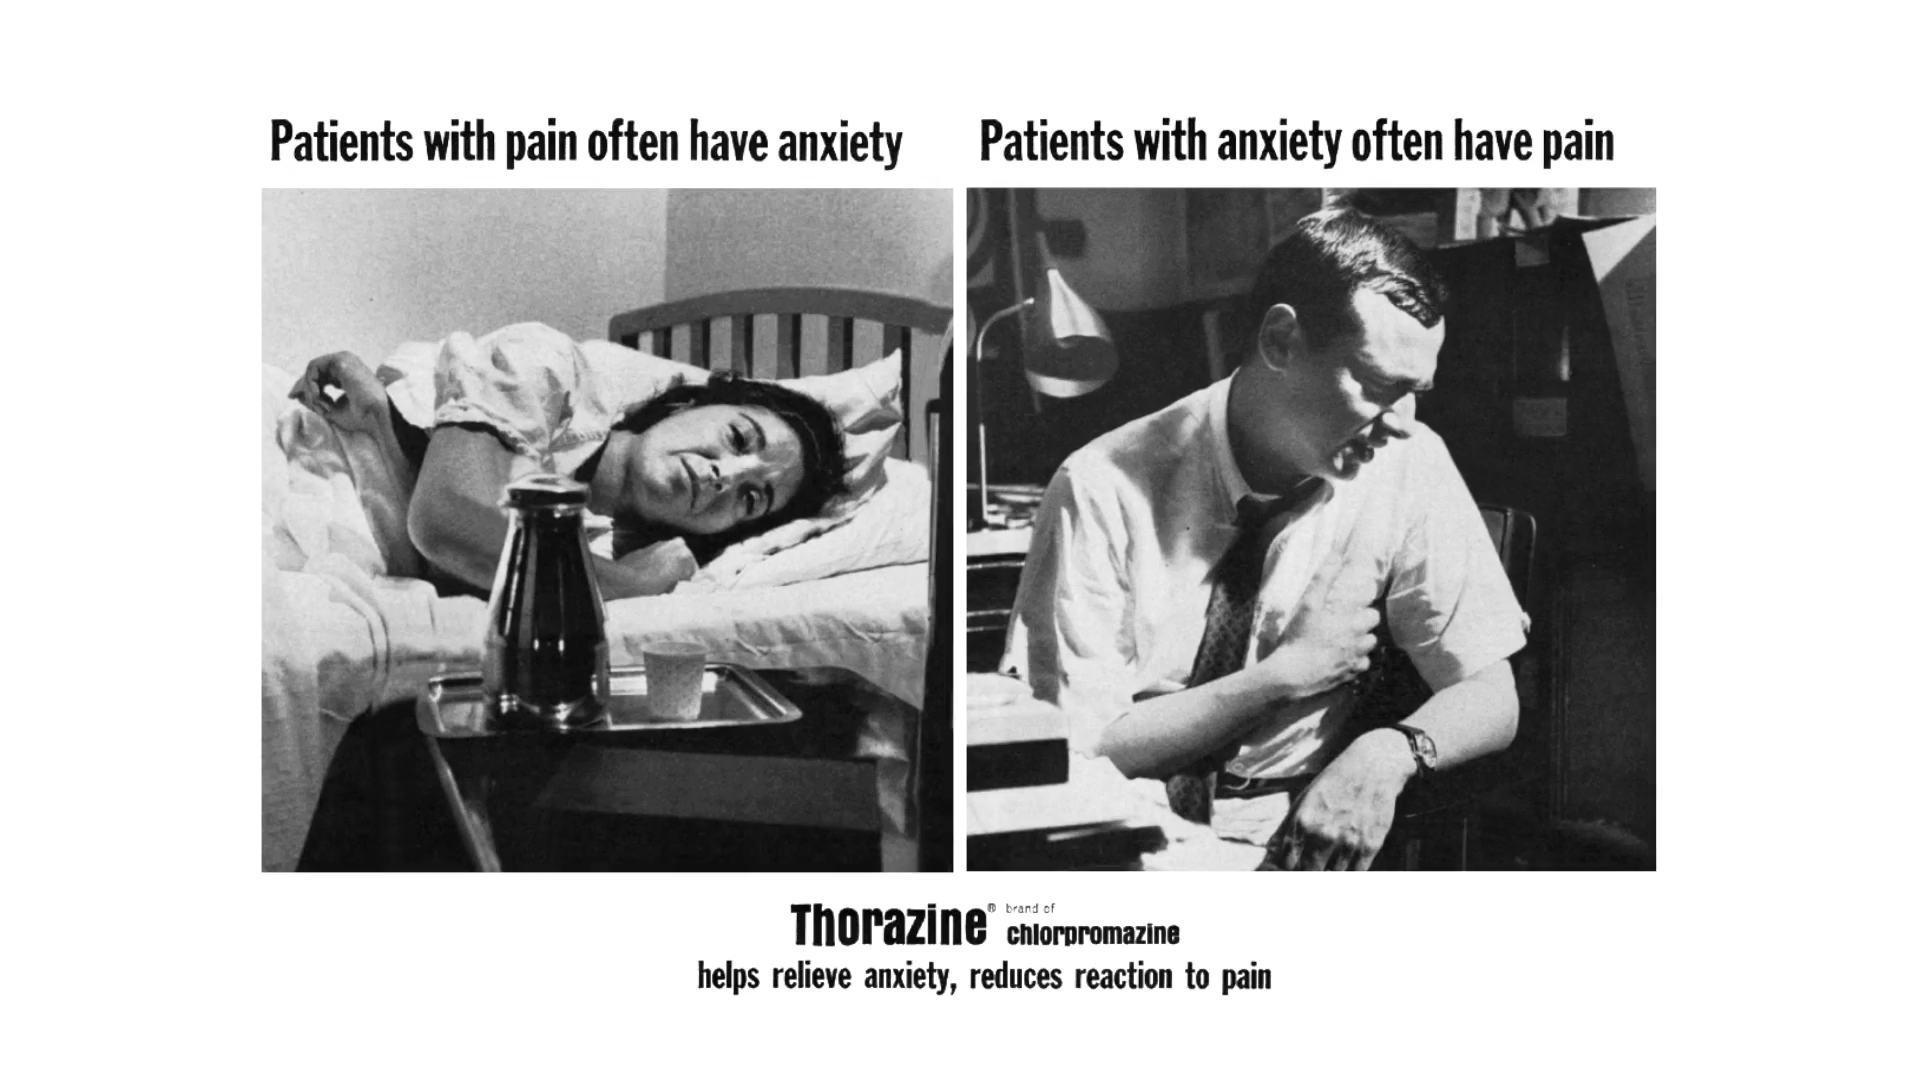 Patients with pain often have anxiety
Patients with anxiety often have pain
Thorazine® brand of
chlorpromazine
helps relieve anxiety, reduces reaction to pain